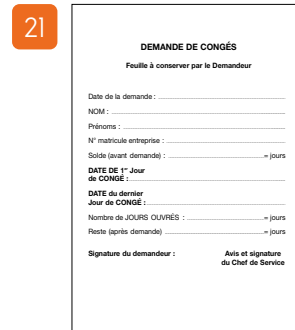 21
DEMANDE DE CONGÉS
Feuille à conserver par le Demandeur
Date de la demande :
NOM :
Prénoms :
N° matricule entreprise :
Solde (avant demande) : = jours
DATE DE 1er Jour
de CONGÉ :
DATE du dernier
Jour de CONGÉ :
Nombre de JOURS OUVRÉS : = jours
Reste (après demande) = jours
Signature du demandeur : Avis et signature
du Chef de Service